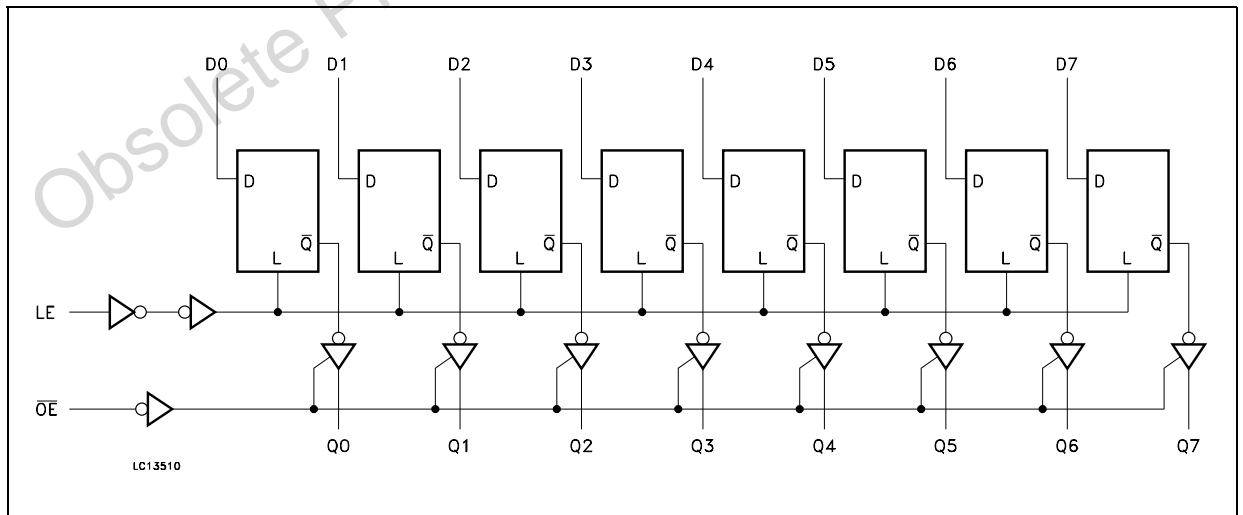 Obsolete P
D0 D1 D2 D3 D4 D5 D6 D7
D D D D D D D D
Q̅ Q̅ Q̅ Q̅ Q̅ Q̅ Q̅ Q̅
L L L L L L L L
LE
O̅E̅
Q0 Q1 Q2 Q3 Q4 Q5 Q6 Q7
LC13510